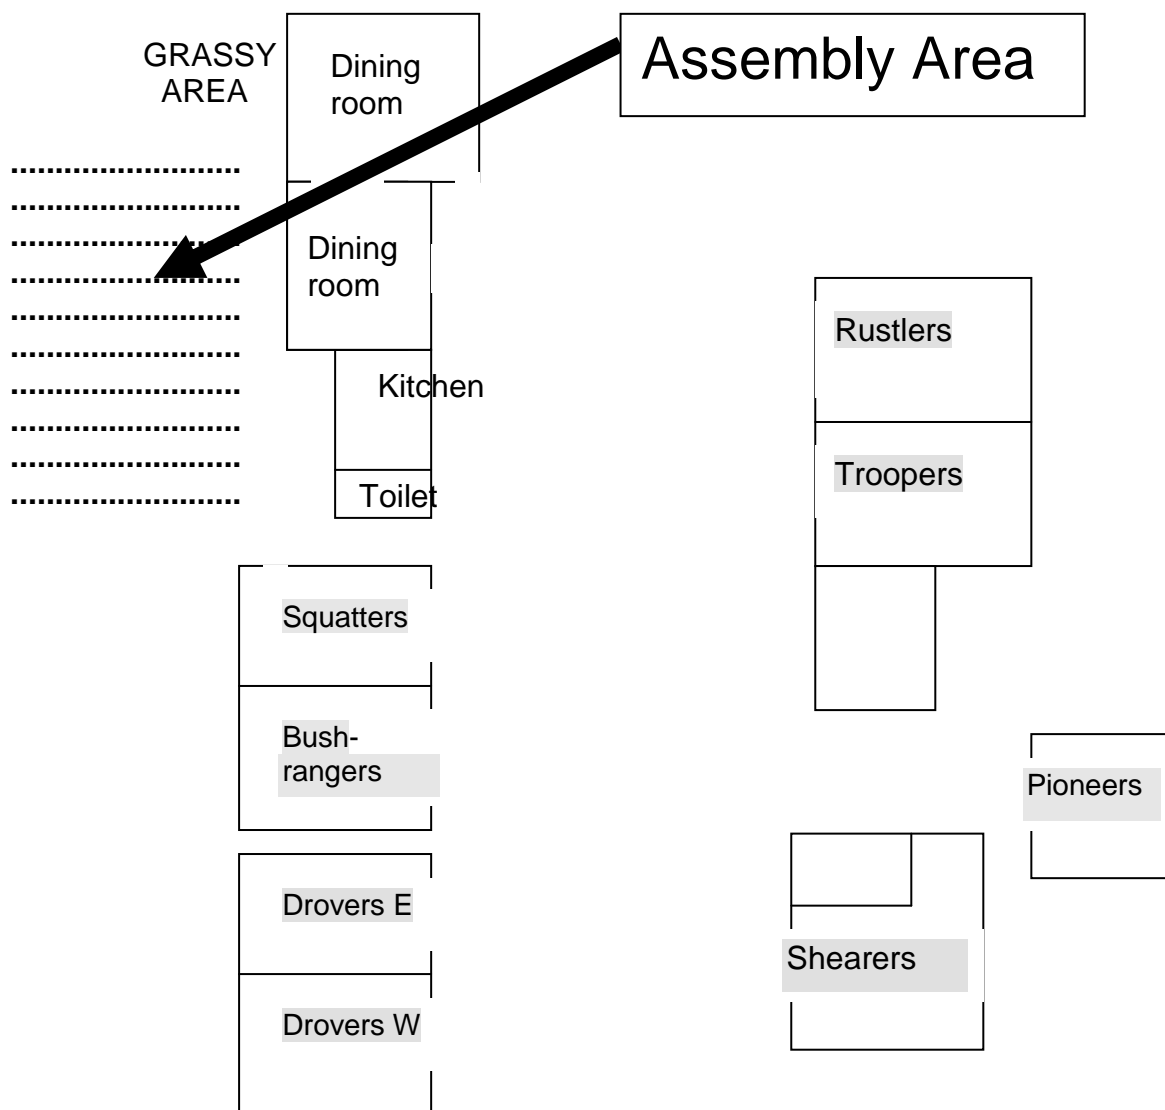 GRASSY
AREA
Dining
room
Assembly Area
Dining
room
Rustlers
Kitchen
Troopers
Toilet
Squatters
Bush-
rangers
Pioneers
Drovers E
Shearers
Drovers W